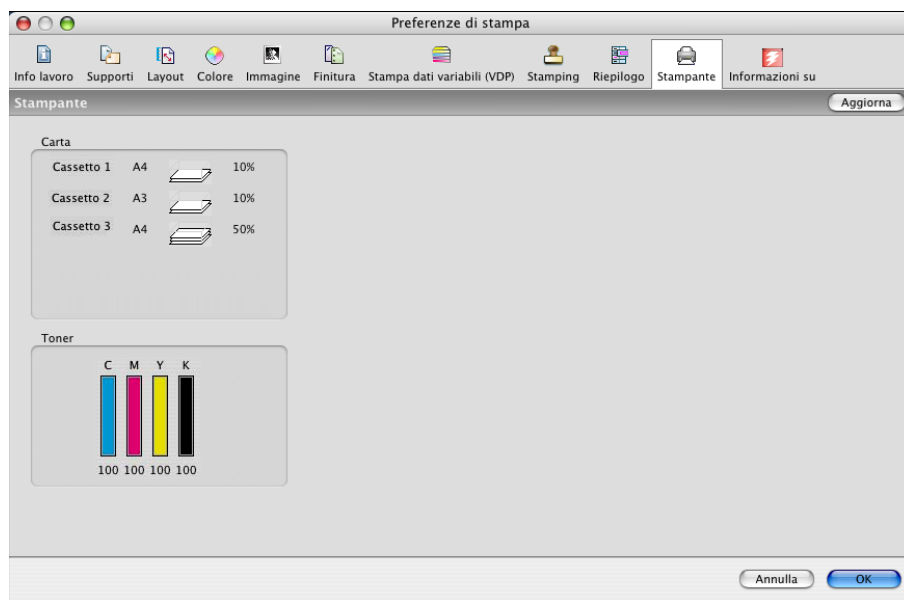 Preferenze di stampa
Info lavoro Supporti Layout Colore Immagine Finitura Stampa dati variabili (VDP) Stamping Riepilogo Stampante Informazioni su
Stampante Aggiorna
Carta
Cassetto 1 A4 10%
Cassetto 2 A3 10%
Cassetto 3 A4 50%
Toner
C M Y K
100 100 100 100
Annulla OK